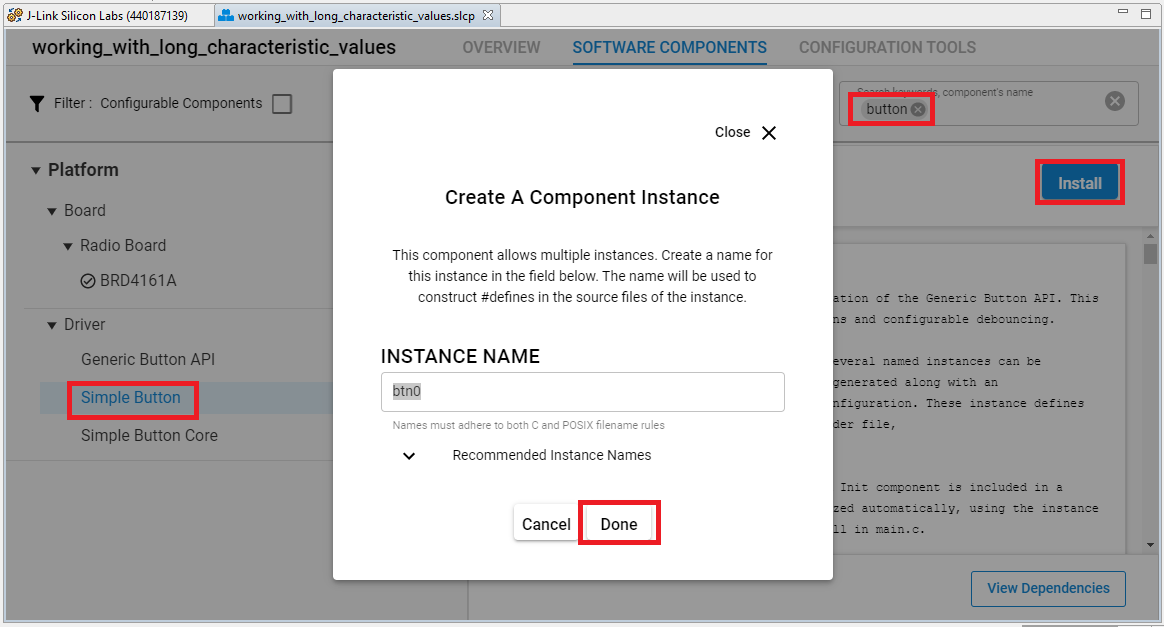 J-Link Silicon Labs (440187139)
working_with_long_characteristic_values.slcp
working_with_long_characteristic_values
OVERVIEW
SOFTWARE COMPONENTS
CONFIGURATION TOOLS
Filter :
Configurable Components
Search keywords, component's name
button
Platform
Board
Radio Board
BRD4161A
Driver
Generic Button API
Simple Button
Simple Button Core
Close
Create A Component Instance
This component allows multiple instances. Create a name for
this instance in the field below. The name will be used to
construct #defines in the source files of the instance.
INSTANCE NAME
btn0
Names must adhere to both C and POSIX filename rules
Recommended Instance Names
Cancel
Done
Install
ation of the Generic Button API. This
ns and configurable debouncing.
everal named instances can be
generated along with an
nfiguration. These instance defines
der file,
Init component is included in a
zed automatically, using the instance
ll in main.c.
View Dependencies